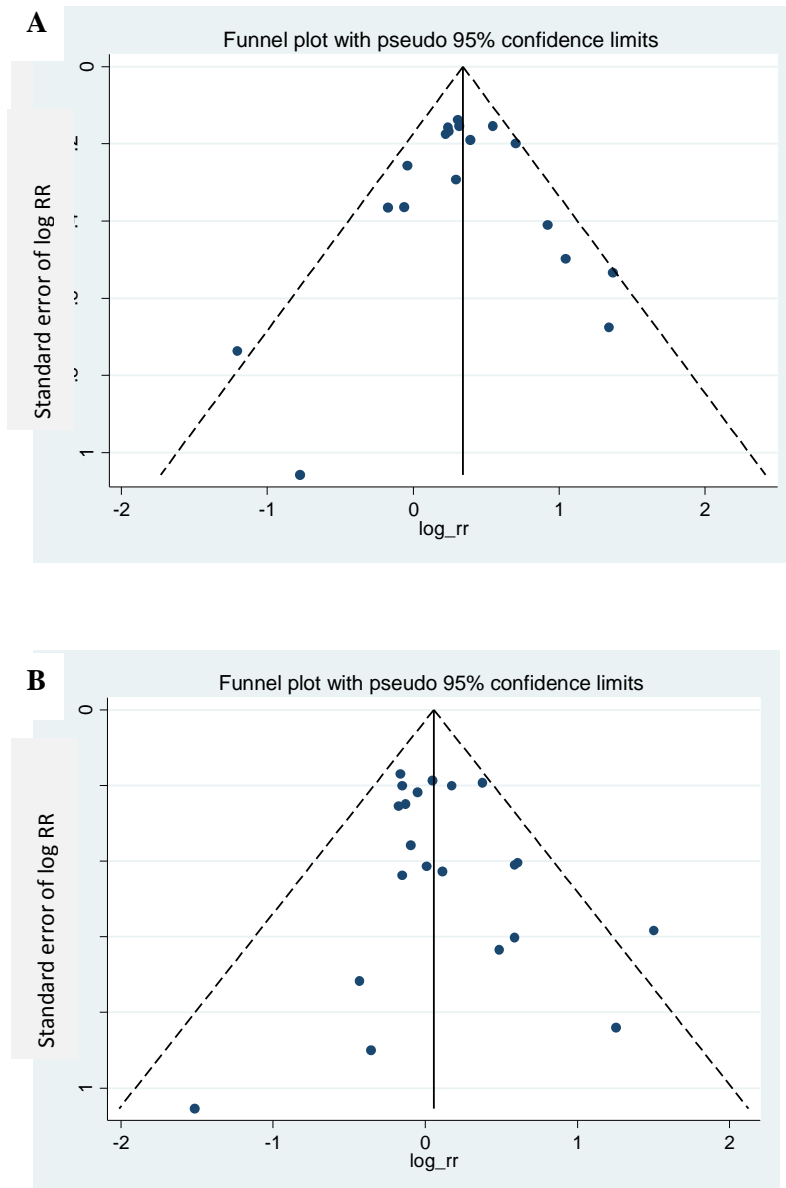 A
Funnel plot with pseudo 95% confidence limits
Standard error of log RR
0
1
-2 -1 0 1 2
log_rr
B
Funnel plot with pseudo 95% confidence limits
Standard error of log RR
0
1
-2 -1 0 1 2
log_rr